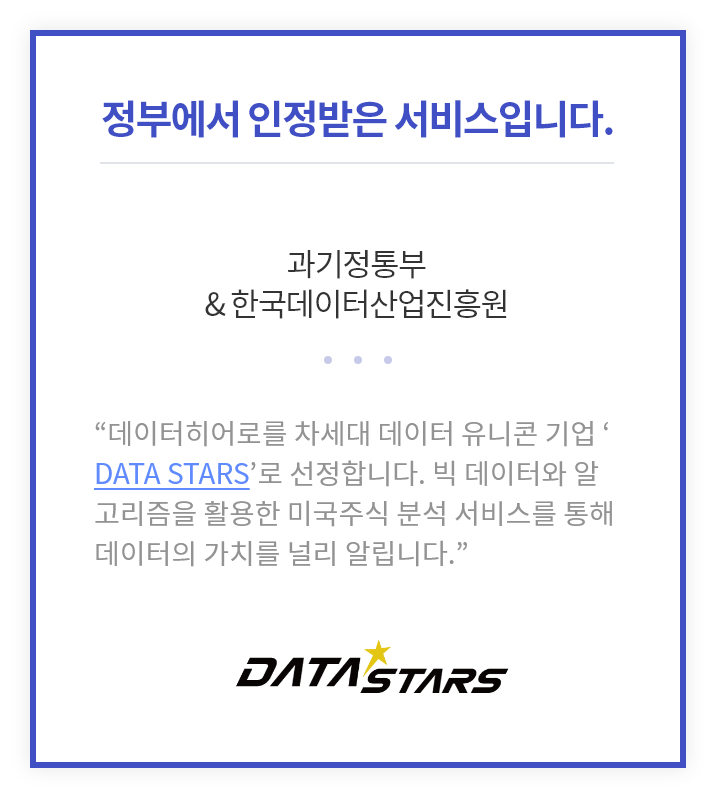 정부에서 인정받은 서비스입니다.
과기정통부
& 한국데이터산업진흥원
“데이터히어로를 차세대 데이터 유니콘 기업 ‘
DATA STARS’로 선정합니다. 빅 데이터와 알
고리즘을 활용한 미국주식 분석 서비스를 통해
데이터의 가치를 널리 알립니다.”
DATA STARS